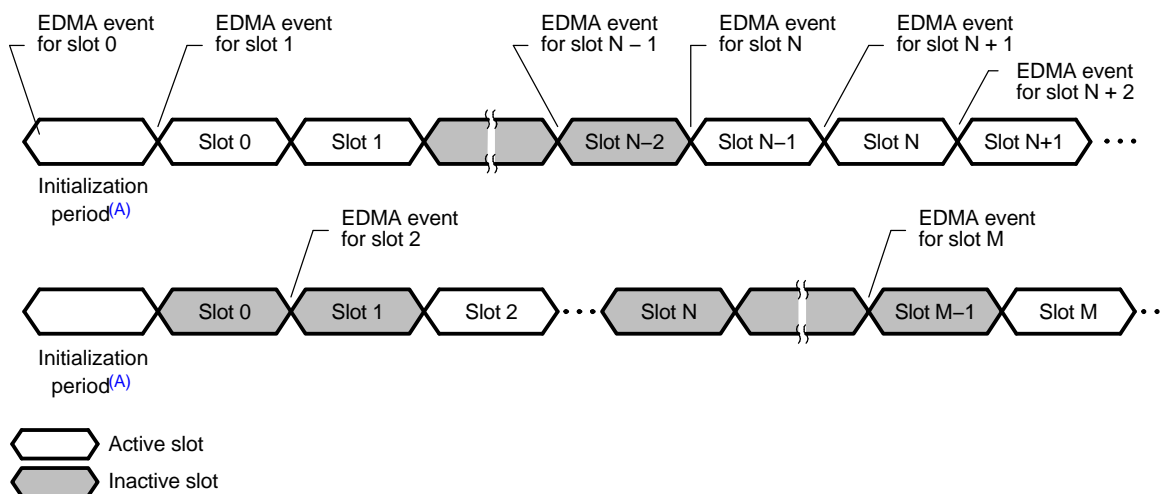 EDMA event
for slot 0
EDMA event
for slot 1
EDMA event
for slot N – 1
EDMA event
for slot N
EDMA event
for slot N + 1
EDMA event
for slot N + 2
Slot 0
Slot 1
Slot N–2
Slot N–1
Slot N
Slot N+1
Initialization
period(A)
EDMA event
for slot 2
EDMA event
for slot M
Slot 0
Slot 1
Slot 2
Slot N
Slot M–1
Slot M
Initialization
period(A)
Active slot
Inactive slot